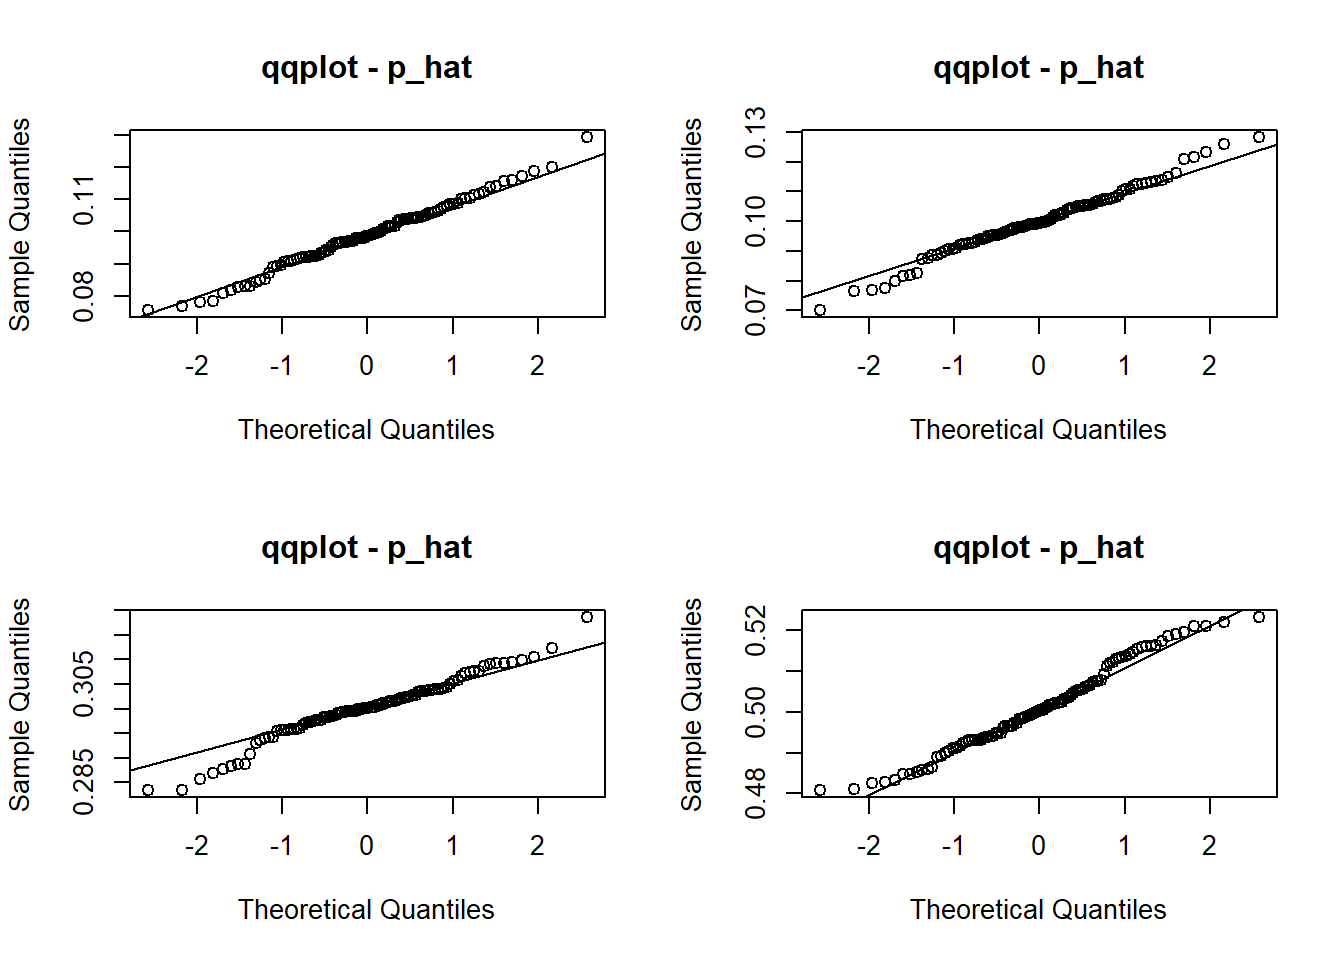 qqplot - p_hat
Sample Quantiles
0.11
0.08
-2 -1 0 1 2
Theoretical Quantiles
qqplot - p_hat
Sample Quantiles
0.13
0.10
0.07
-2 -1 0 1 2
Theoretical Quantiles
qqplot - p_hat
Sample Quantiles
0.305
0.285
-2 -1 0 1 2
Theoretical Quantiles
qqplot - p_hat
Sample Quantiles
0.52
0.50
0.48
-2 -1 0 1 2
Theoretical Quantiles